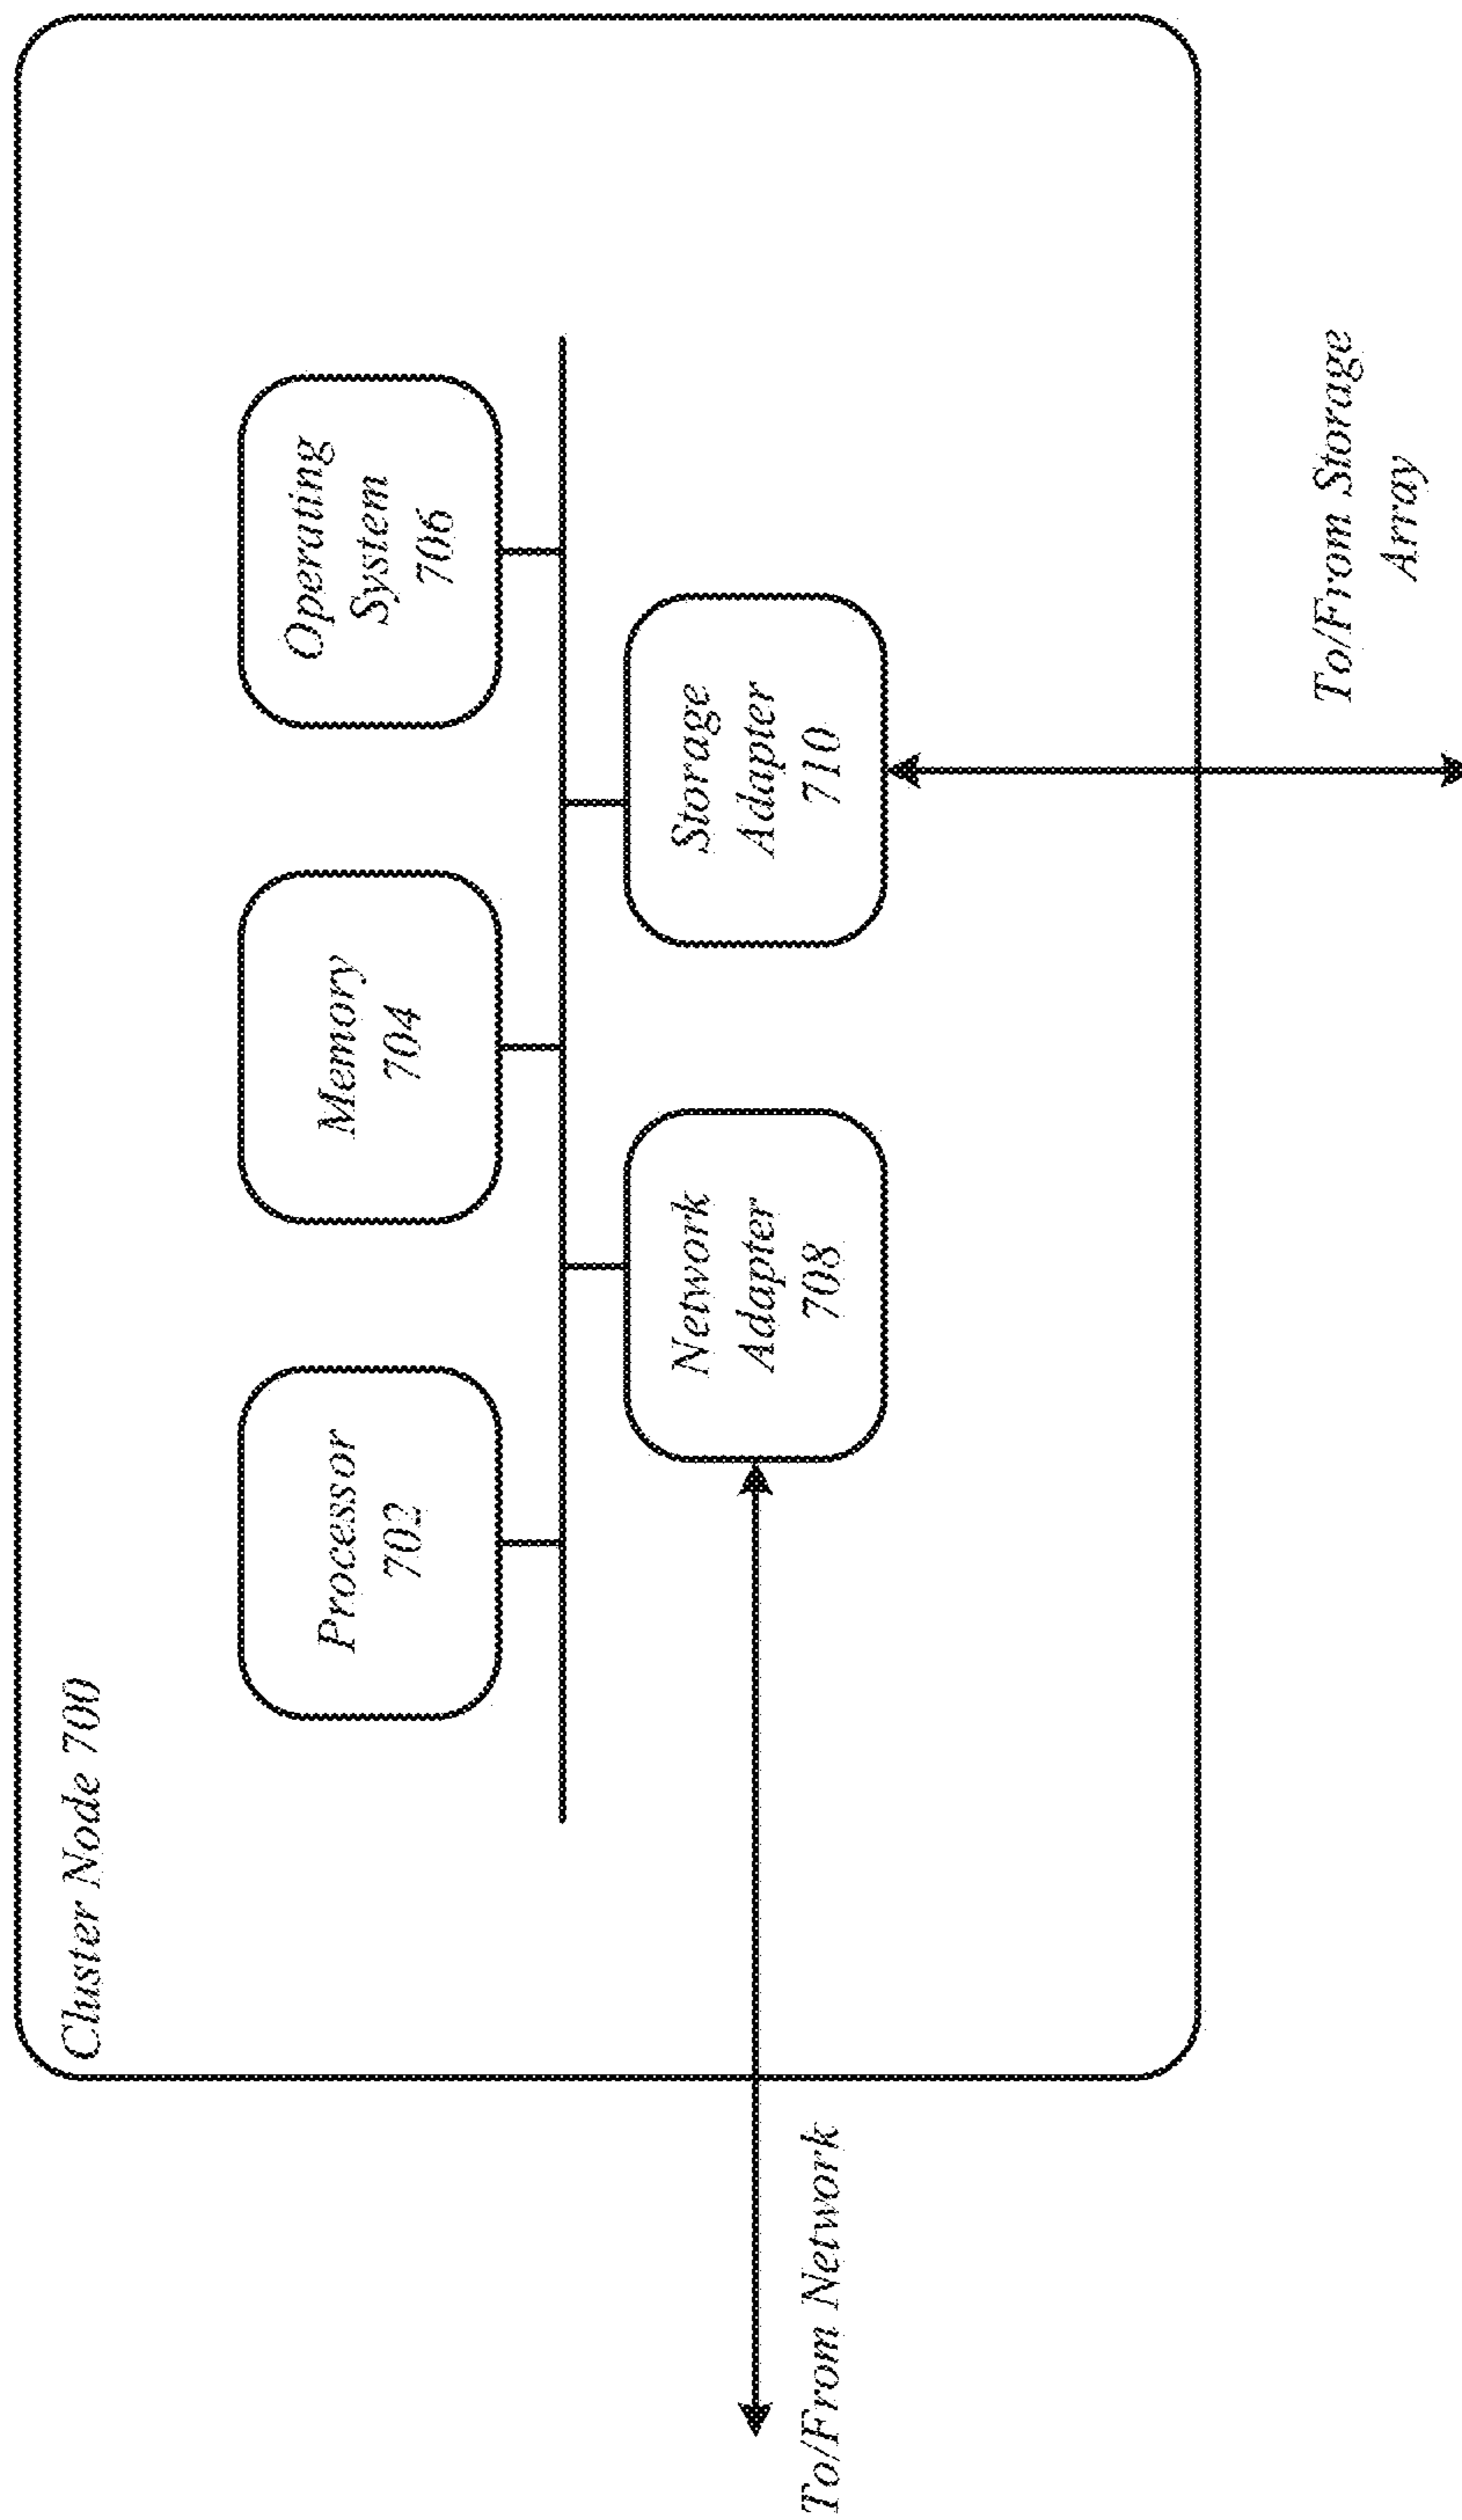 Cluster Node 700
Processor
702
Memory
704
Operating
System
706
Network
Adapter
708
Storage
Adapter
710
To/From Network
To/From Storage
Array